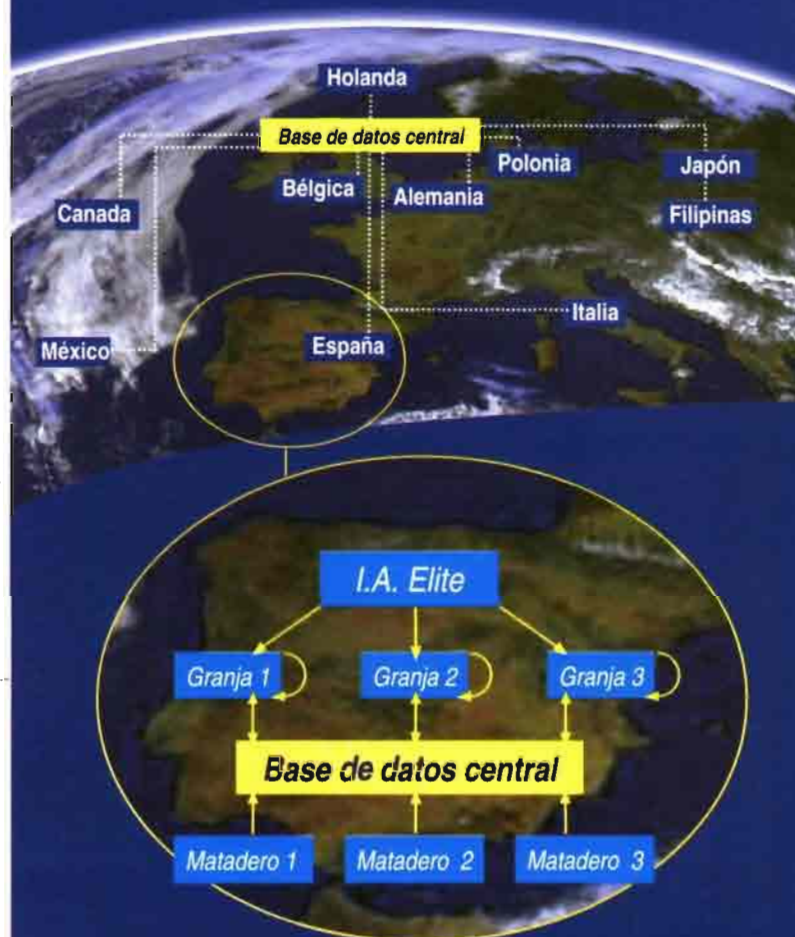 Holanda
Base de datos central
Polonia
Japón
Bélgica
Alemania
Canada
Filipinas
Italia
México
España
I.A. Elite
Granja 1
Granja 2
Granja 3
Base de datos central
Matadero 1
Matadero 2
Matadero 3